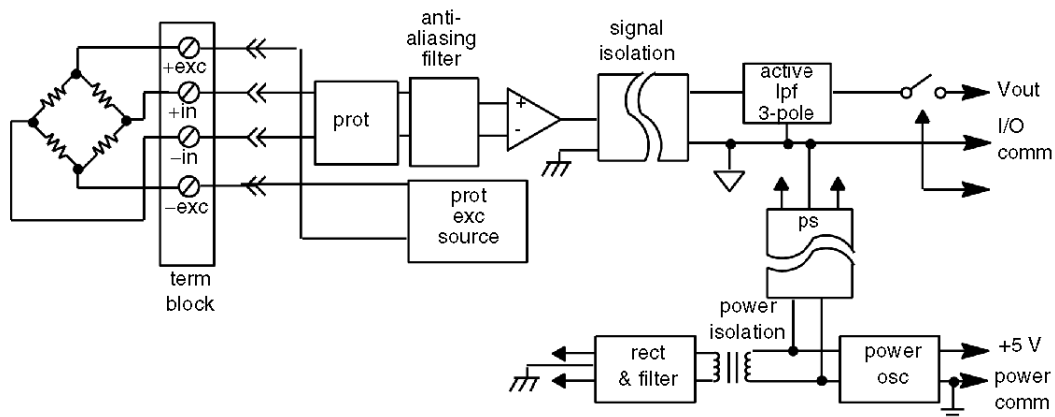 anti-
aliasing
filter
signal
isolation
+exc
+in
−in
−exc
term
block
prot
+
-
prot
exc
source
active
lpf
3-pole
Vout
I/O
comm
ps
power
isolation
rect
& filter
power
osc
+5 V
power
comm